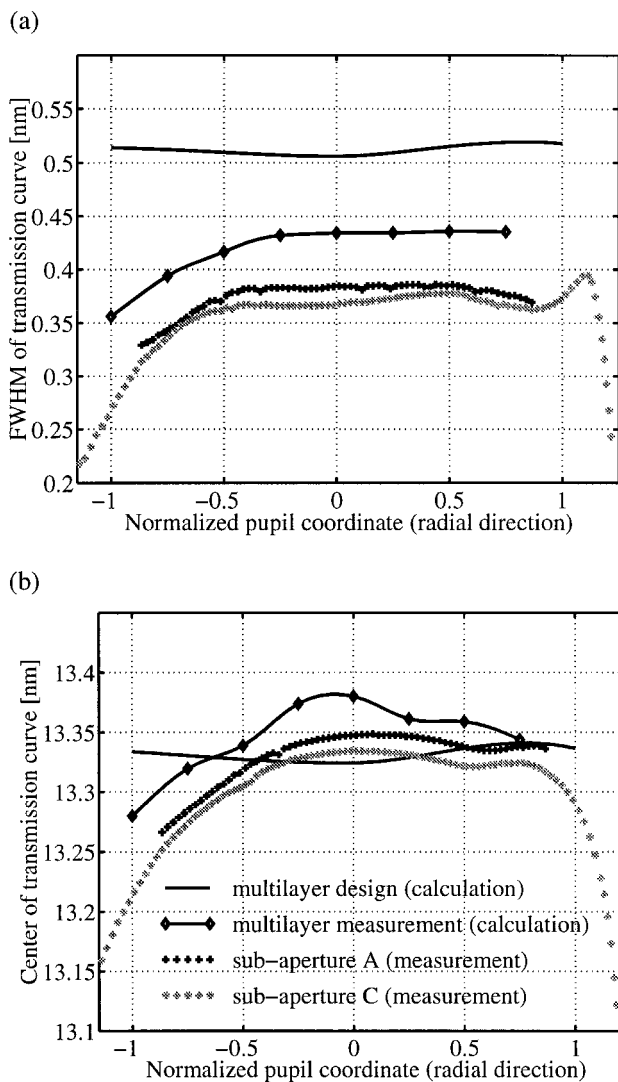 (a)
FWHM of transmission curve [nm]
0.55
0.5
0.45
0.4
0.35
0.3
0.25
0.2
−1 −0.5 0 0.5 1
Normalized pupil coordinate (radial direction)
(b)
Center of transmission curve [nm]
13.4
13.35
13.3
13.25
13.2
13.15
13.1
multilayer design (calculation)
multilayer measurement (calculation)
sub-aperture A (measurement)
sub-aperture C (measurement)
−1 −0.5 0 0.5 1
Normalized pupil coordinate (radial direction)